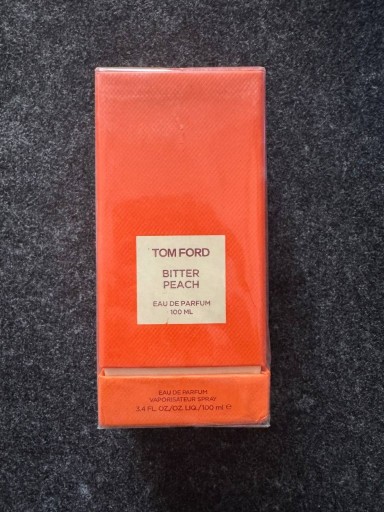 TOM FORD
BITTER
PEACH
EAU DE PARFUM
100 ML
EAU DE PARFUM
VAPORISATEUR SPRAY
3.4 FL. OZ./OZ. LIQ./100 ml e